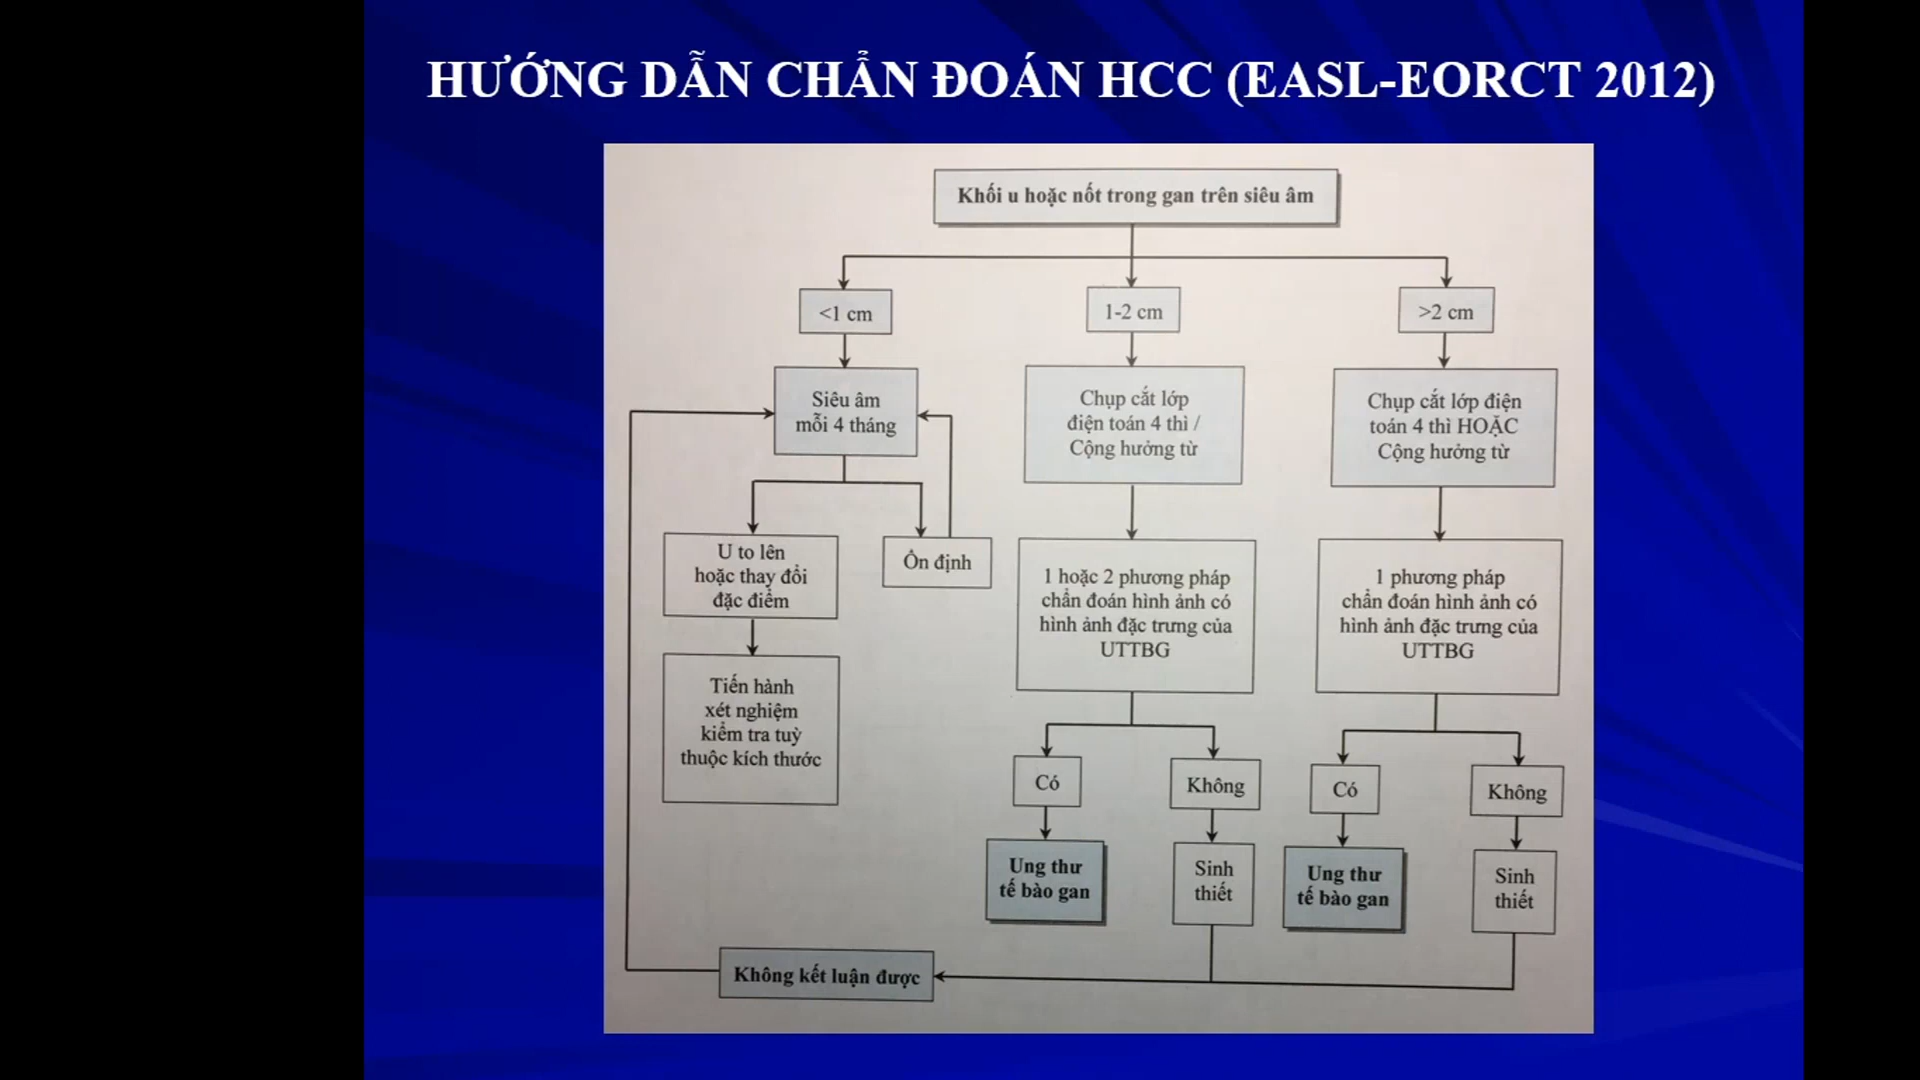 HƯỚNG DẪN CHẨN ĐOÁN HCC (EASL-EORCT 2012)
Khối u hoặc nốt trong gan trên siêu âm
<1 cm
1-2 cm
>2 cm
Siêu âm
mỗi 4 tháng
Chụp cắt lớp
điện toán 4 thì /
Cộng hưởng từ
Chụp cắt lớp điện
toán 4 thì HOẶC
Cộng hưởng từ
U to lên
hoặc thay đổi
đặc điểm
Ổn định
1 hoặc 2 phương pháp
chẩn đoán hình ảnh có
hình ảnh đặc trưng của
UTTBG
1 phương pháp
chẩn đoán hình ảnh có
hình ảnh đặc trưng của
UTTBG
Tiến hành
xét nghiệm
kiểm tra tuỳ
thuộc kích thước
Có
Không
Có
Không
Ung thư
tế bào gan
Sinh
thiết
Ung thư
tế bào gan
Sinh
thiết
Không kết luận được